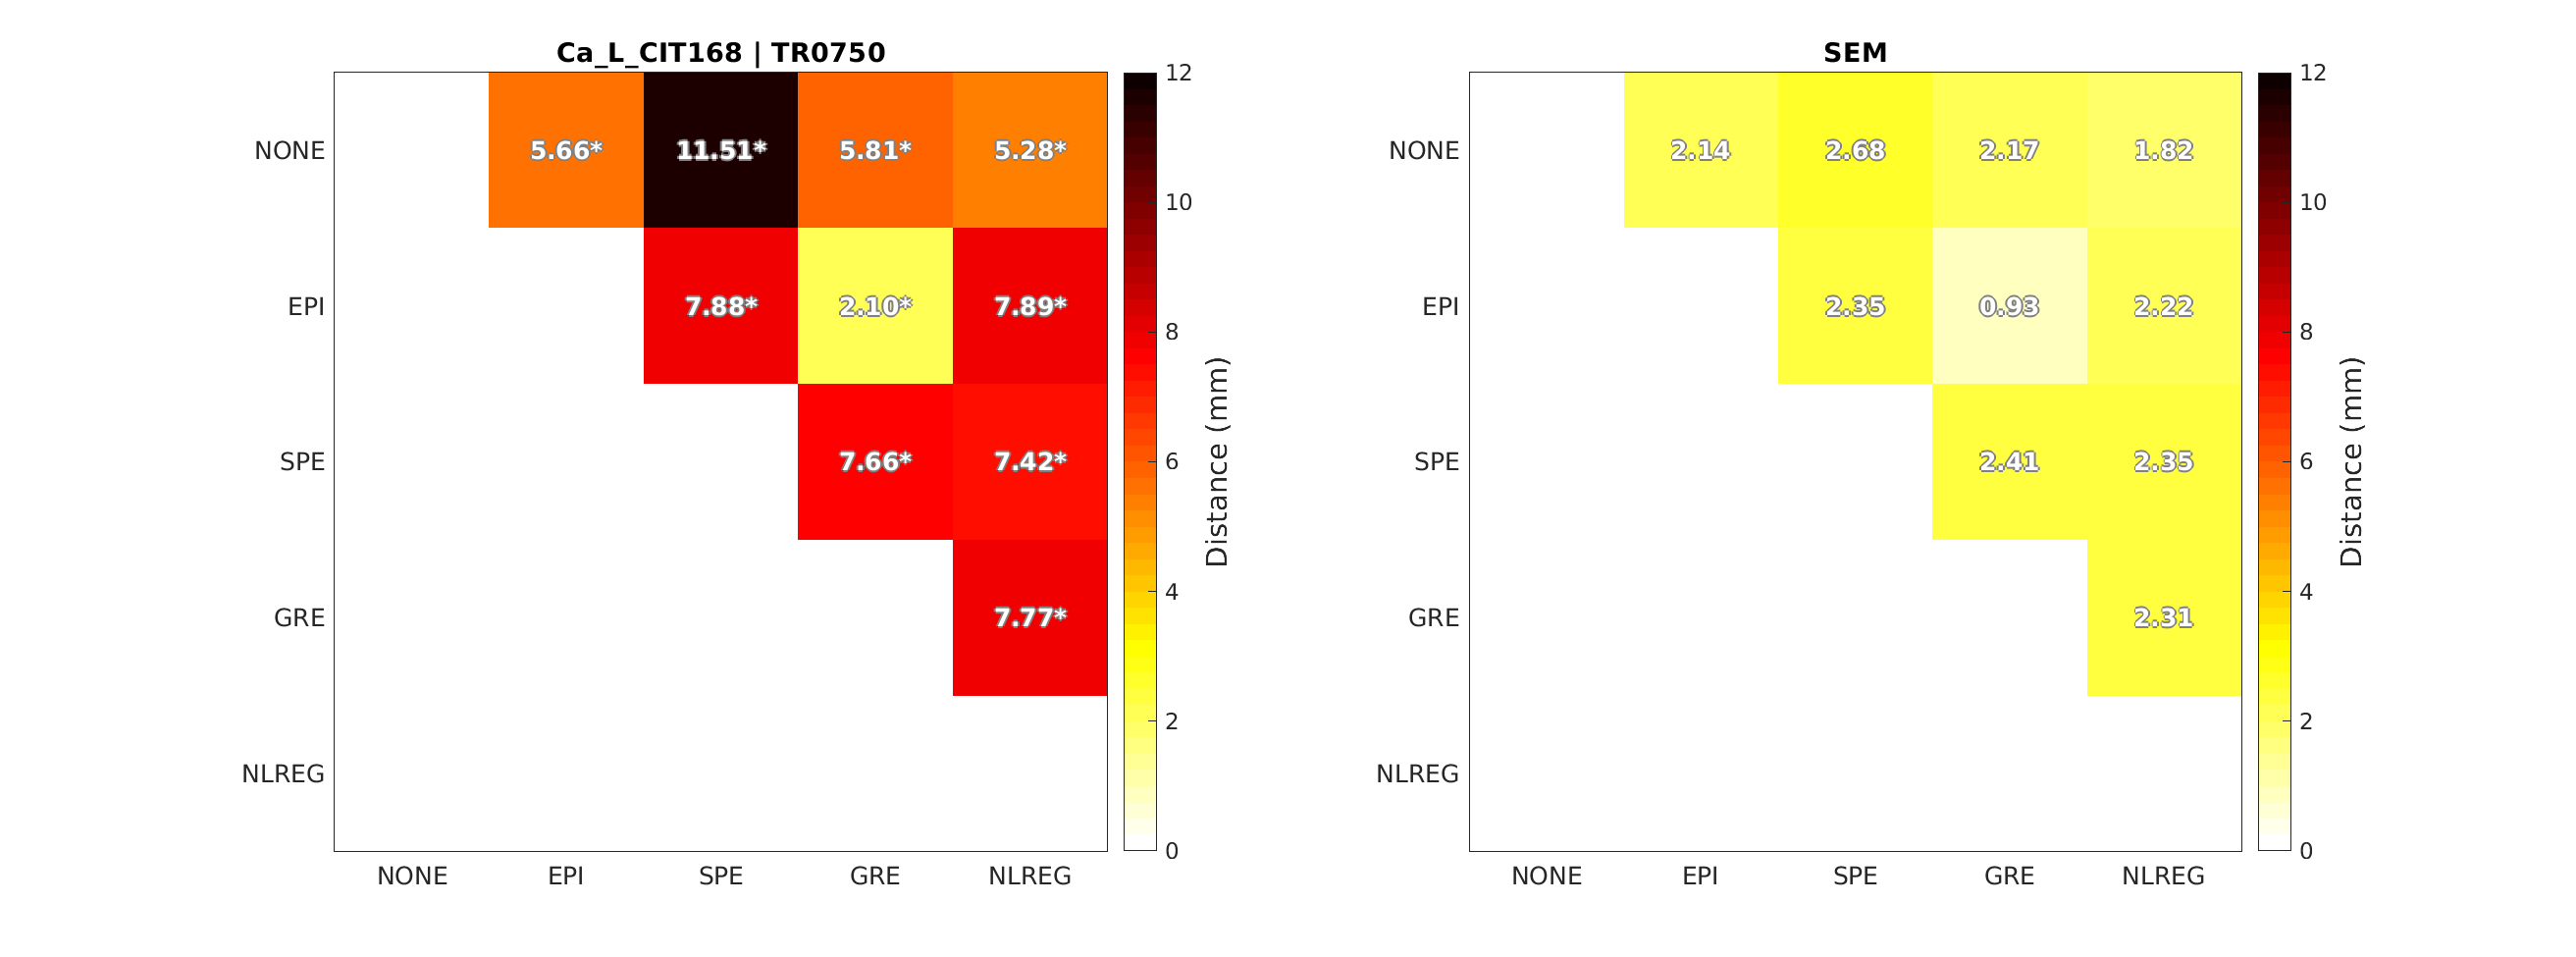 Ca_L_CIT168 | TR0750
NONE 5.66* 11.51* 5.81* 5.28*
EPI 7.88* 2.10* 7.89*
SPE 7.66* 7.42*
GRE 7.77*
NLREG
NONE EPI SPE GRE NLREG
12
10
8
6
4
2
0
Distance (mm)
SEM
NONE 2.14 2.68 2.17 1.82
EPI 2.35 0.93 2.22
SPE 2.41 2.35
GRE 2.31
NLREG
NONE EPI SPE GRE NLREG
12
10
8
6
4
2
0
Distance (mm)